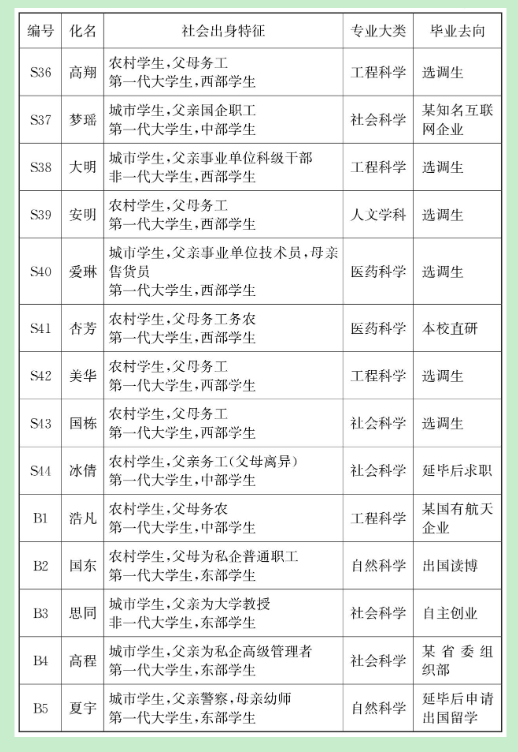 编号 化名 社会出身特征 专业大类 毕业去向
S36 高翔 农村学生,父母务工 工程科学 选调生
第一代大学生,西部学生
S37 梦瑶 城市学生,父亲国企职工 社会科学 某知名互联
第一代大学生,中部学生 网企业
S38 大明 城市学生,父亲事业单位科级干部 工程科学 选调生
非一代大学生,西部学生
S39 安明 农村学生,父母务工 人文学科 选调生
第一代大学生,西部学生
S40 爱琳 城市学生,父亲事业单位技术员,母亲 医药科学 选调生
售货员
第一代大学生,西部学生
S41 杏芳 农村学生,父母务工务农 医药科学 本校直研
第一代大学生,西部学生
S42 美华 农村学生,父母务工 工程科学 选调生
第一代大学生,西部学生
S43 国栋 农村学生,父母务工 社会科学 选调生
第一代大学生,西部学生
S44 冰倩 农村学生,父亲务工(父母离异) 社会科学 延毕后求职
第一代大学生,中部学生
B1 浩凡 农村学生,父母务农 工程科学 某国有航天
第一代大学生,中部学生 企业
B2 国东 农村学生,父母为私企普通职工 自然科学 出国读博
第一代大学生,东部学生
B3 思同 城市学生,父亲为大学教授 社会科学 自主创业
非一代大学生,东部学生
B4 高程 城市学生,父亲为私企高级管理者 社会科学 某省委组
第一代大学生,东部学生 织部
B5 夏宇 城市学生,父亲警察,母亲幼师 自然科学 延毕后申请
第一代大学生,东部学生 出国留学